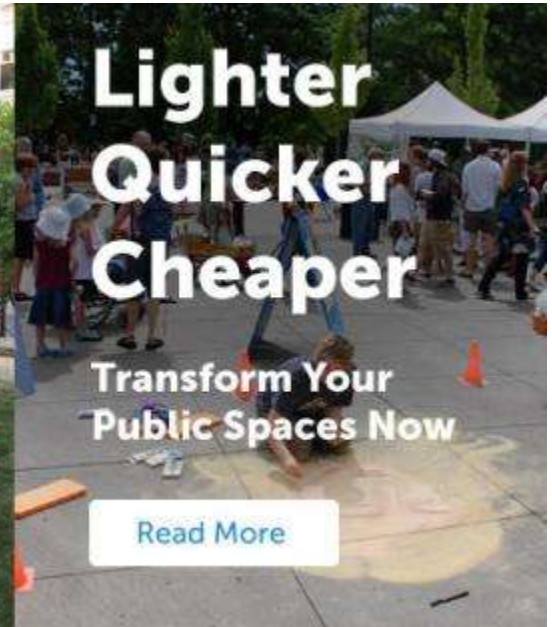 Lighter
Quicker
Cheaper
Transform Your
Public Spaces Now
Read More